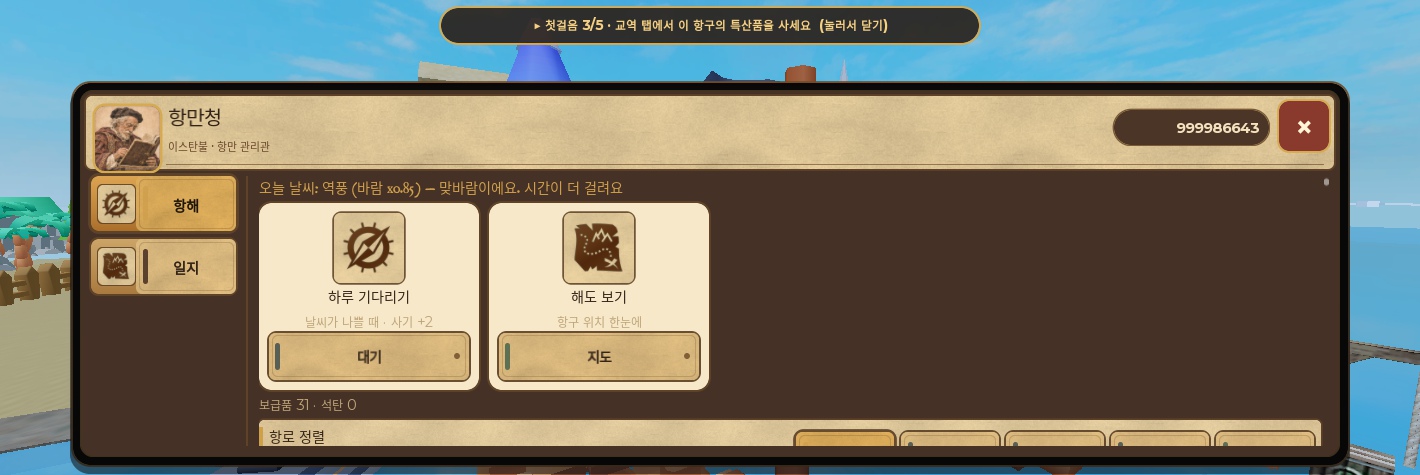 ▸ 첫걸음 3/5 · 교역 탭에서 이 항구의 특산품을 사세요 (눌러서 닫기)
항만청
이스탄불 · 항만 관리관
999986643
×
항해
일지
오늘 날씨: 역풍 (바람 x0.85) — 맞바람이에요. 시간이 더 걸려요
하루 기다리기
날씨가 나쁠 때 · 사기 +2
대기
해도 보기
항구 위치 한눈에
지도
보급품 31 · 석탄 0
항로 정렬